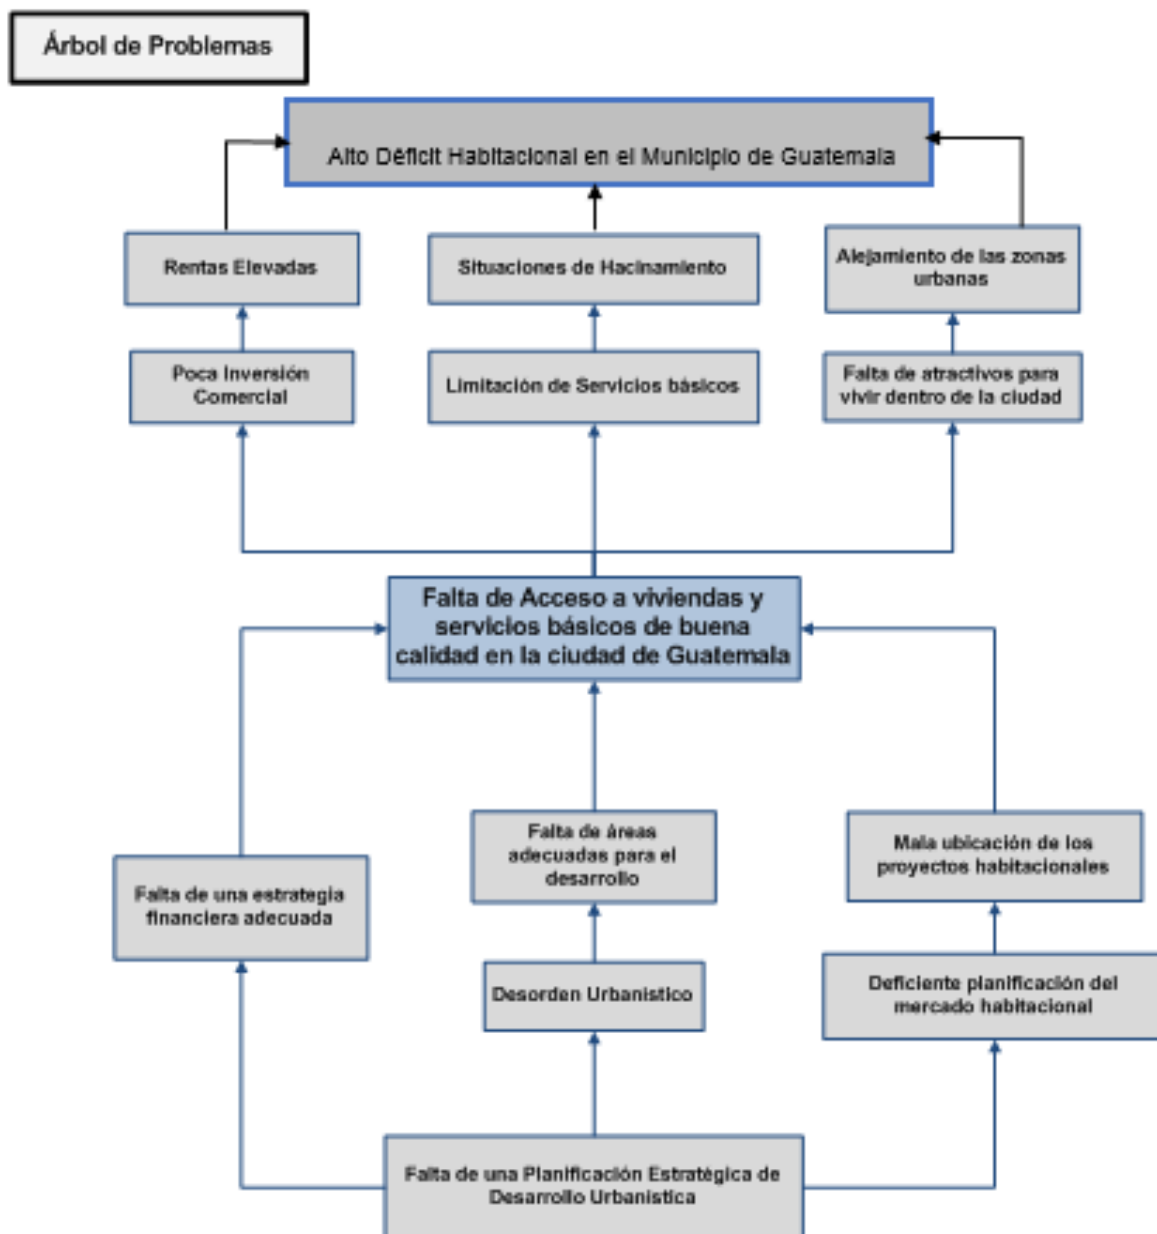 Árbol de Problemas
Alto Déficit Habitacional en el Municipio de Guatemala
Rentas Elevadas
Situaciones de Hacinamiento
Alejamiento de las zonas
urbanas
Poca Inversión
Comercial
Limitación de Servicios básicos
Falta de atractivos para
vivir dentro de la ciudad
Falta de Acceso a viviendas y
servicios básicos de buena
calidad en la ciudad de Guatemala
Falta de una estrategia
financiera adecuada
Falta de áreas
adecuadas para el
desarrollo
Mala ubicación de los
proyectos habitacionales
Desorden Urbanístico
Deficiente planificación del
mercado habitacional
Falta de una Planificación Estratégica de
Desarrollo Urbanística